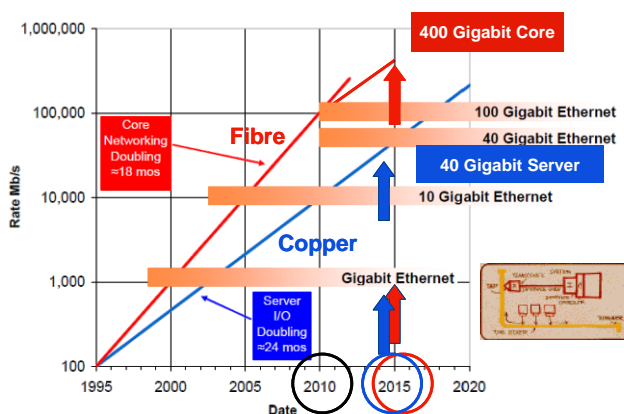 400 Gigabit Core
1,000,000
100,000
10,000
1,000
100
Rate Mb/s
Core
Networking
Doubling
≈18 mos
Fibre
100 Gigabit Ethernet
40 Gigabit Ethernet
40 Gigabit Server
10 Gigabit Ethernet
Copper
Gigabit Ethernet
Server
I/O
Doubling
≈24 mos
1995
2000
2005
2010
2015
2020
Date
STATION
TAP